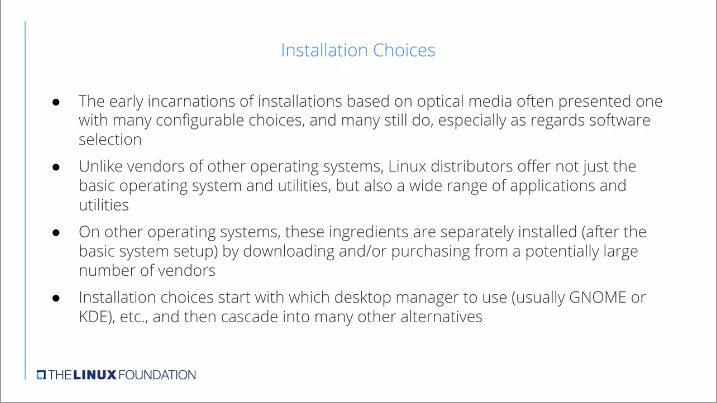 Installation Choices
● The early incarnations of installations based on optical media often presented one
with many configurable choices, and many still do, especially as regards software
selection
● Unlike vendors of other operating systems, Linux distributors offer not just the
basic operating system and utilities, but also a wide range of applications and
utilities
● On other operating systems, these ingredients are separately installed (after the
basic system setup) by downloading and/or purchasing from a potentially large
number of vendors
● Installation choices start with which desktop manager to use (usually GNOME or
KDE), etc., and then cascade into many other alternatives
THE LINUX FOUNDATION